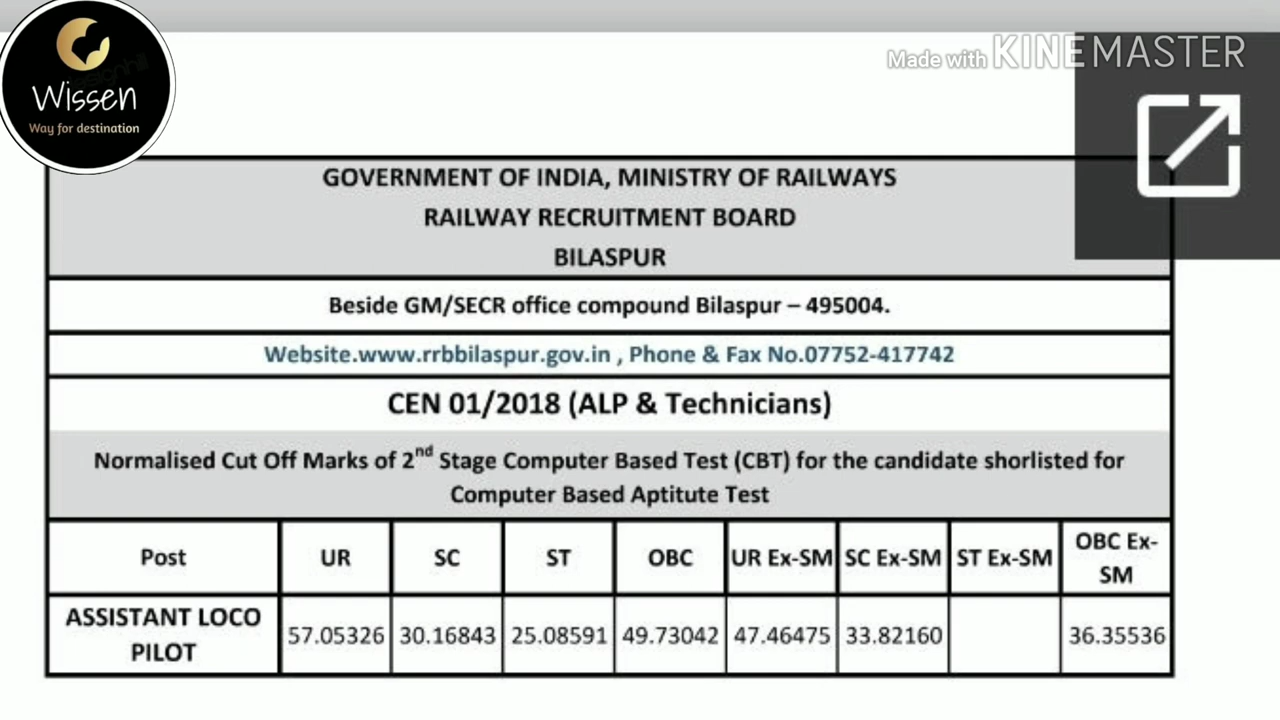 Wissen
Way for destination
Made with KINEMASTER
GOVERNMENT OF INDIA, MINISTRY OF RAILWAYS
RAILWAY RECRUITMENT BOARD
BILASPUR
Beside GM/SECR office compound Bilaspur – 495004.
Website.www.rrbbilaspur.gov.in , Phone & Fax No.07752-417742
CEN 01/2018 (ALP & Technicians)
Normalised Cut Off Marks of 2nd Stage Computer Based Test (CBT) for the candidate shorlisted for
Computer Based Aptitute Test
Post UR SC ST OBC UR Ex-SM SC Ex-SM ST Ex-SM OBC Ex-
SM
ASSISTANT LOCO
PILOT 57.05326 30.16843 25.08591 49.73042 47.46475 33.82160 36.35536